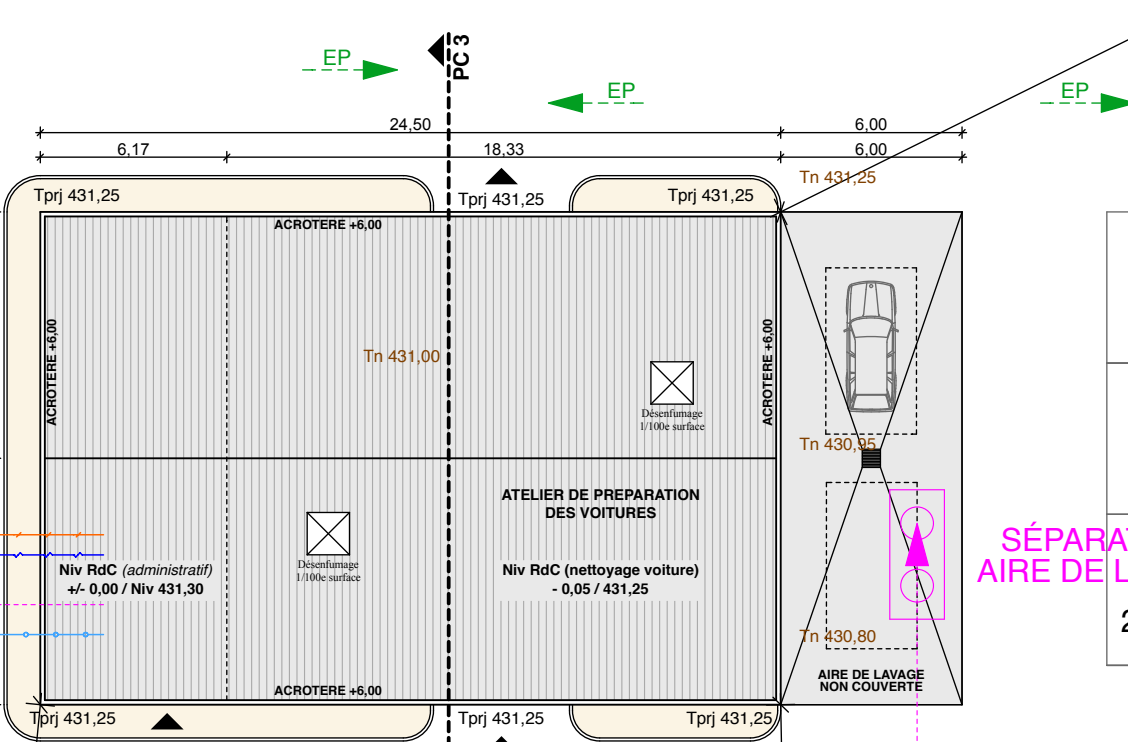 PC 3
EP
EP
EP
24,50
6,00
6,17
18,33
6,00
Tn 431,25
Tprj 431,25
Tprj 431,25
Tprj 431,25
ACROTERE +6,00
ACROTERE +6,00
ACROTERE +6,00
Tn 431,00
Désenfumage
1/100e surface
Tn 430,95
ATELIER DE PREPARATION
DES VOITURES
Désenfumage
1/100e surface
Niv RdC (administratif)
+/- 0,00 / Niv 431,30
Niv RdC (nettoyage voiture)
- 0,05 / 431,25
SÉPARAT
AIRE DE L
2
Tn 430,80
AIRE DE LAVAGE
NON COUVERTE
ACROTERE +6,00
Tprj 431,25
Tprj 431,25
Tprj 431,25